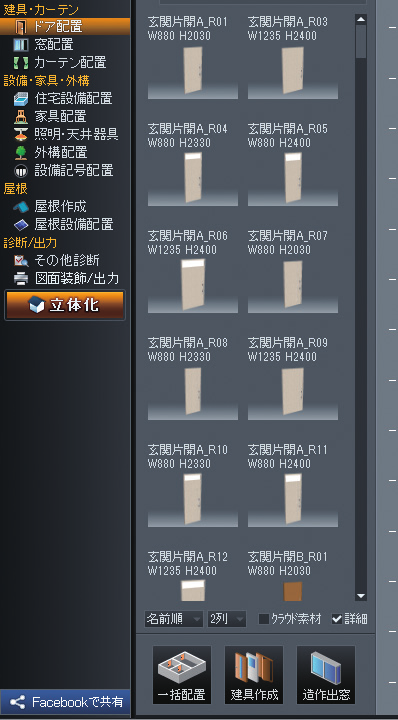 建具・カーテン
ドア配置
窓配置
カーテン配置
設備・家具・外構
住宅設備配置
家具配置
照明・天井器具
外構配置
設備記号配置
屋根
屋根作成
屋根設備配置
診断/出力
その他診断
図面装飾/出力
立体化
Facebookで共有
玄関片開A_R01
W880 H2030
玄関片開A_R03
W1235 H2400
玄関片開A_R04
W880 H2330
玄関片開A_R05
W880 H2400
玄関片開A_R06
W1235 H2400
玄関片開A_R07
W880 H2030
玄関片開A_R08
W880 H2330
玄関片開A_R09
W1235 H2400
玄関片開A_R10
W880 H2330
玄関片開A_R11
W880 H2400
玄関片開A_R12
W1235 H2400
玄関片開B_R01
W880 H2030
名前順
2列
クラウド素材
詳細
一括配置
建具作成
造作出窓